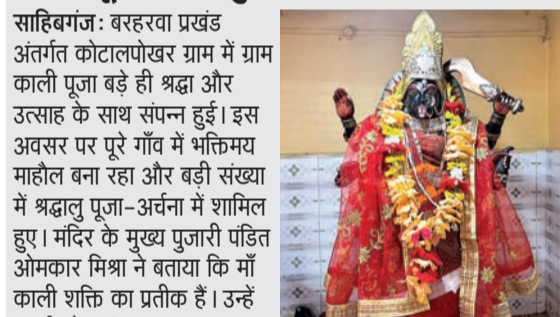 साहिबगंज: बरहरवा प्रखंड
अंतर्गत कोटालपोखर ग्राम में ग्राम
काली पूजा बड़े ही श्रद्धा और
उत्साह के साथ संपन्न हुई। इस
अवसर पर पूरे गाँव में भक्तिमय
माहौल बना रहा और बड़ी संख्या
में श्रद्धालु पूजा-अर्चना में शामिल
हुए। मंदिर के मुख्य पुजारी पंडित
ओमकार मिश्रा ने बताया कि माँ
काली शक्ति का प्रतीक हैं। उन्हें